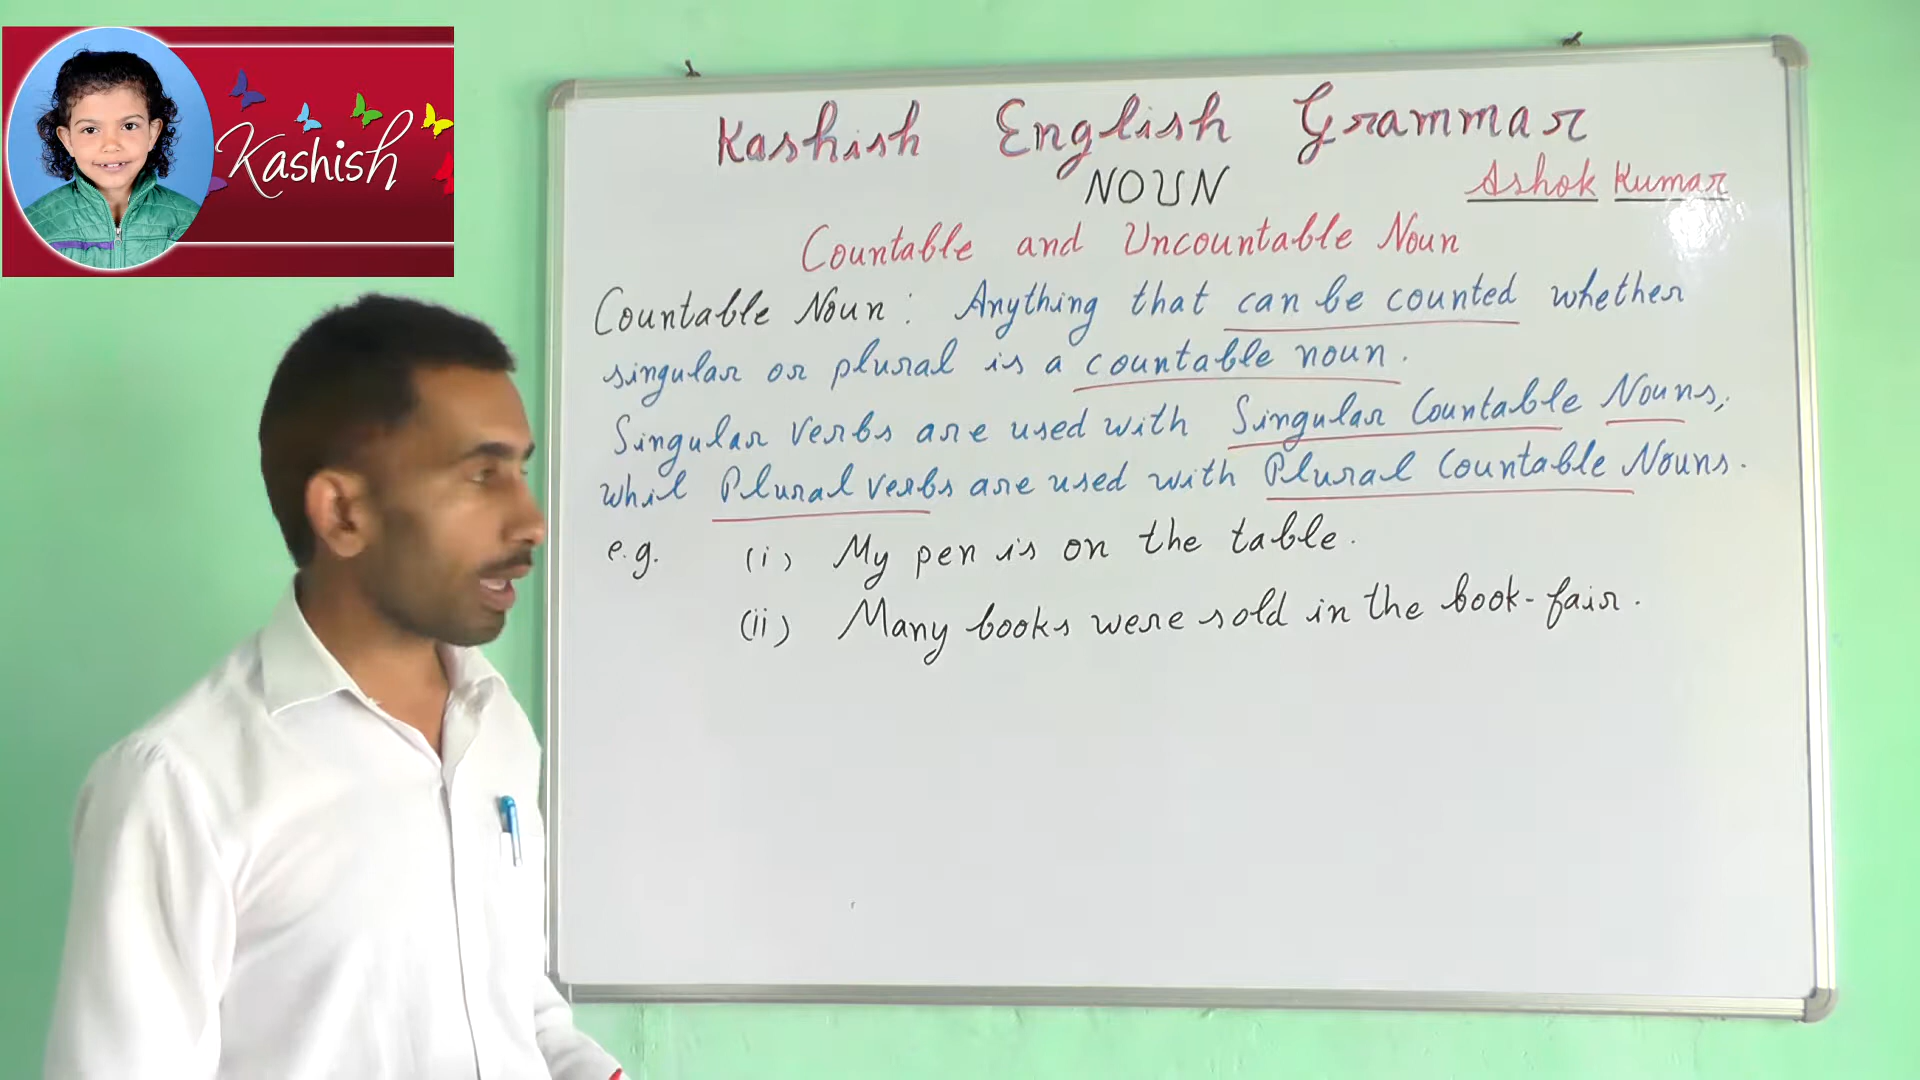 Kashish
Kashish English Grammar
NOUN
Ashok Kumar
Countable and Uncountable Noun
Countable Noun : Anything that can be counted whether
singular or plural is a countable noun.
Singular verbs are used with Singular Countable Nouns,
whil Plural verbs are used with Plural Countable Nouns.
e.g. (i) My pen is on the table.
(ii) Many books were sold in the book-fair.